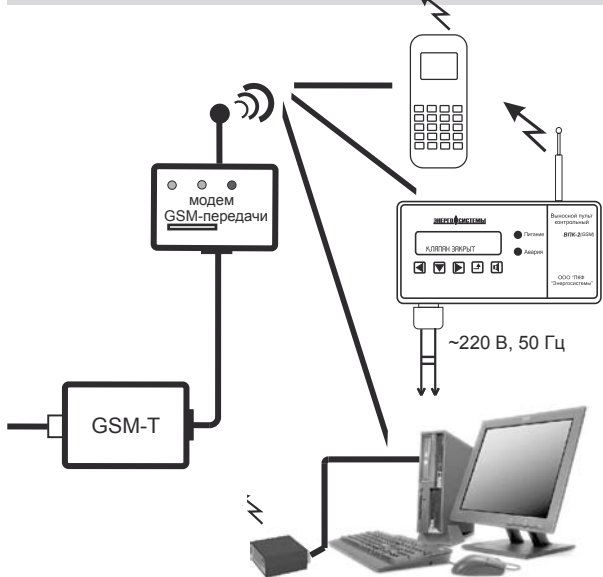 модем
GSM-передачи
ЭНЕРГОСИСТЕМЫ
КЛАПАН ЗАКРЫТ
Питание
Авария
Выносной пульт
контрольный
ВПК-2(GSM)
ООО "ПКФ
"Энергосистемы"
~220 В, 50 Гц
GSM-T